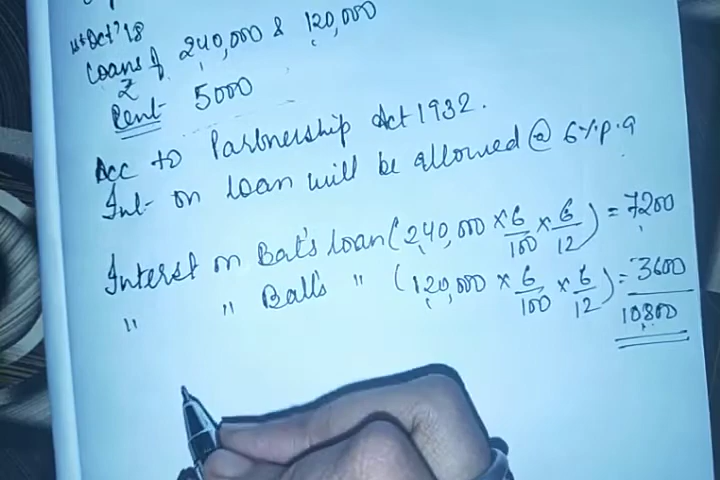 1st Oct '18
Loans of 240,000 & 120,000
₹
Rent- 5000
Acc to Partnership Act 1932.
Int- on loan will be allowed @ 6% p.a
Interest on Bat's loan (240,000 × 6/100 × 6/12) = 7200
" " Ball's " (120,000 × 6/100 × 6/12) = 3600
10800